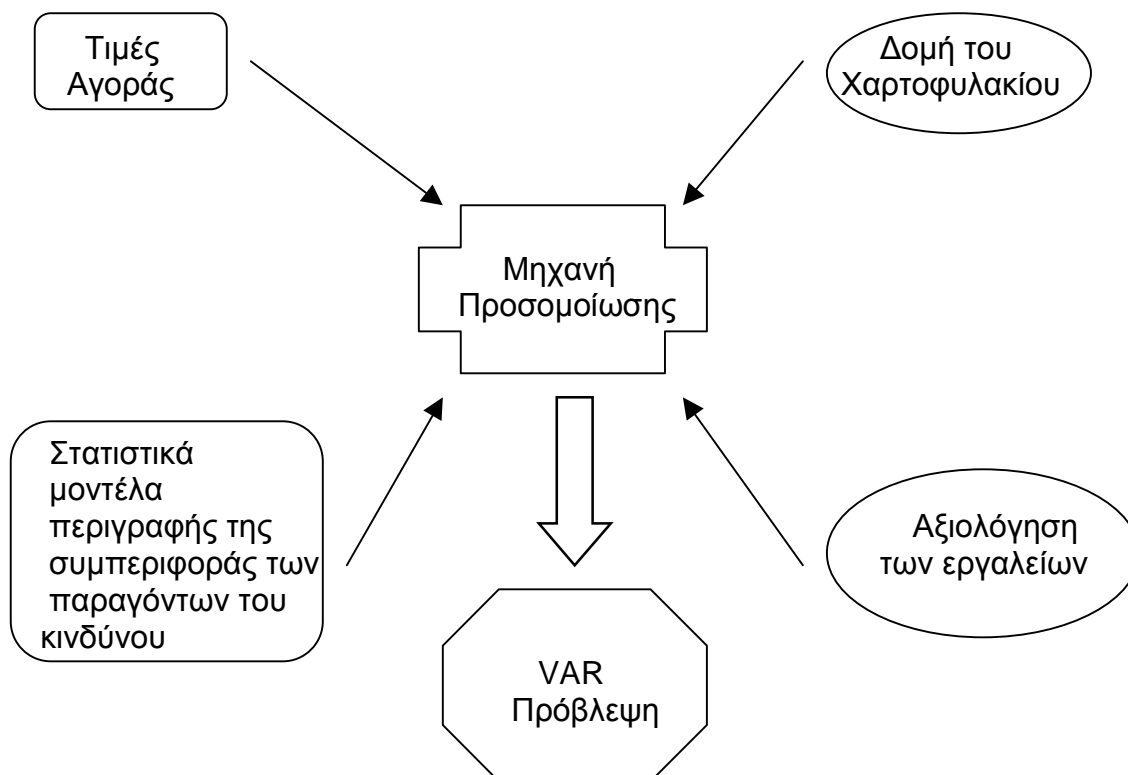 Τιμές
Αγοράς
Δομή του
Χαρτοφυλακίου
Μηχανή
Προσομοίωσης
Στατιστικά
μοντέλα
περιγραφής της
συμπεριφοράς των
παραγόντων του
κινδύνου
Αξιολόγηση
των εργαλείων
VAR
Πρόβλεψη